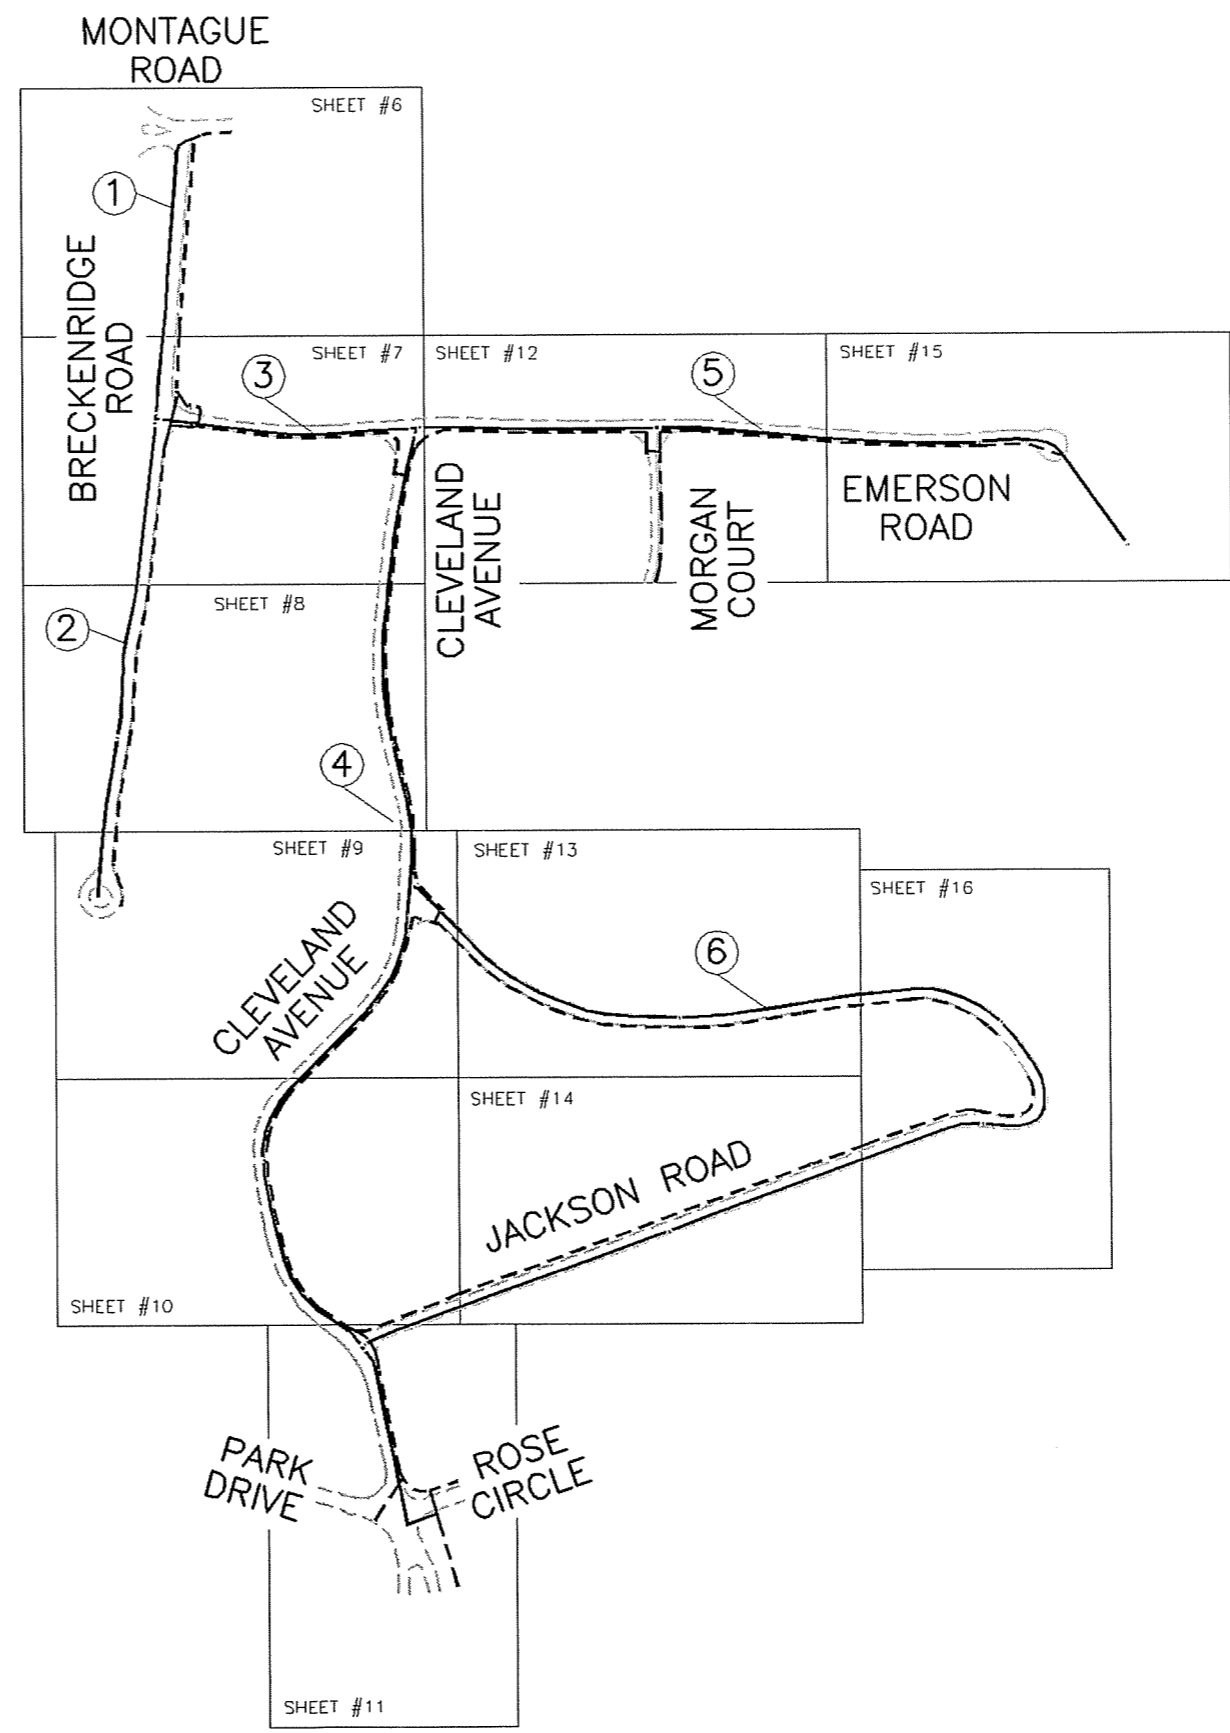 MONTAGUE
ROAD
SHEET #6
1
BRECKENRIDGE
ROAD
SHEET #7
SHEET #12
SHEET #15
3
5
CLEVELAND
AVENUE
MORGAN
COURT
EMERSON
ROAD
SHEET #8
2
4
SHEET #9
SHEET #13
SHEET #16
CLEVELAND
AVENUE
6
SHEET #14
JACKSON ROAD
SHEET #10
PARK
DRIVE
ROSE
CIRCLE
SHEET #11